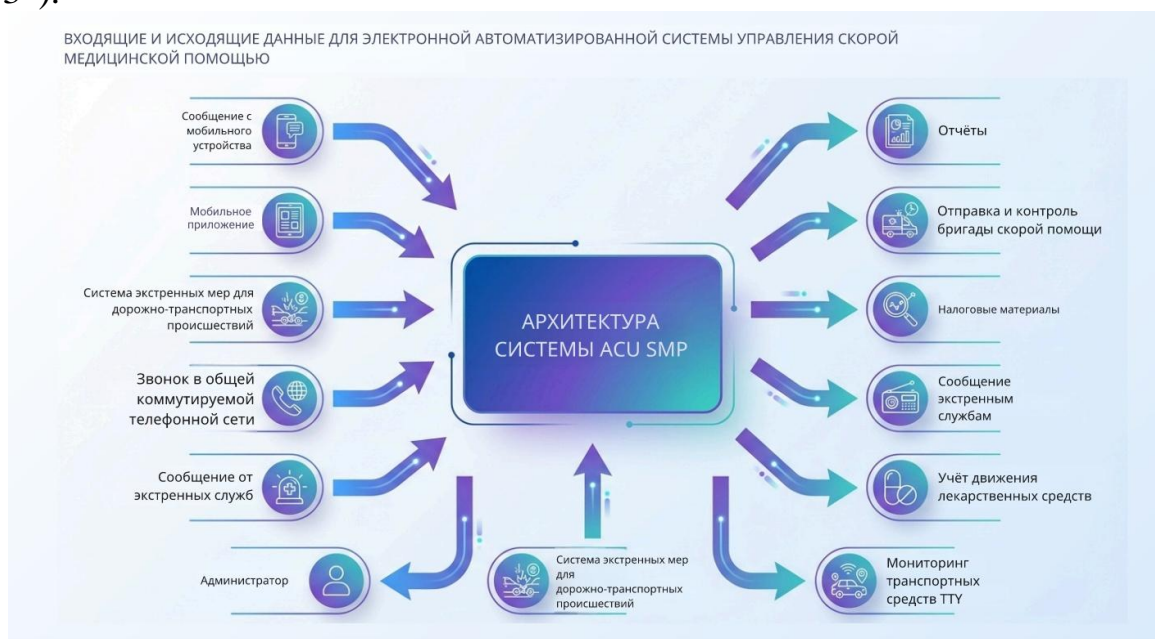 3 ).
ВХОДЯЩИЕ И ИСХОДЯЩИЕ ДАННЫЕ ДЛЯ ЭЛЕКТРОННОЙ АВТОМАТИЗИРОВАННОЙ СИСТЕМЫ УПРАВЛЕНИЯ СКОРОЙ
МЕДИЦИНСКОЙ ПОМОЩЬЮ
Сообщение с
мобильного
устройства
Мобильное
приложение
Система экстренных мер для
дорожно-транспортных
происшествий
Звонок в общей
коммутируемой
телефонной сети
Сообщение от
экстренных служб
Администратор
АРХИТЕКТУРА
СИСТЕМЫ ACU SMP
Система экстренных мер
для
дорожно-транспортных
происшествий
Отчёты
Отправка и контроль
бригады скорой помощи
Налоговые материалы
Сообщение
экстренным
службам
Учёт движения
лекарственных средств
Мониторинг
транспортных
средств TTY